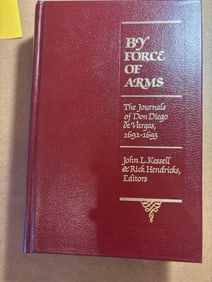 By
Force
of
Arms
The Journals
of Don Diego
de Vargas,
1691-1693
John L. Kessell
& Rick Hendricks,
Editors